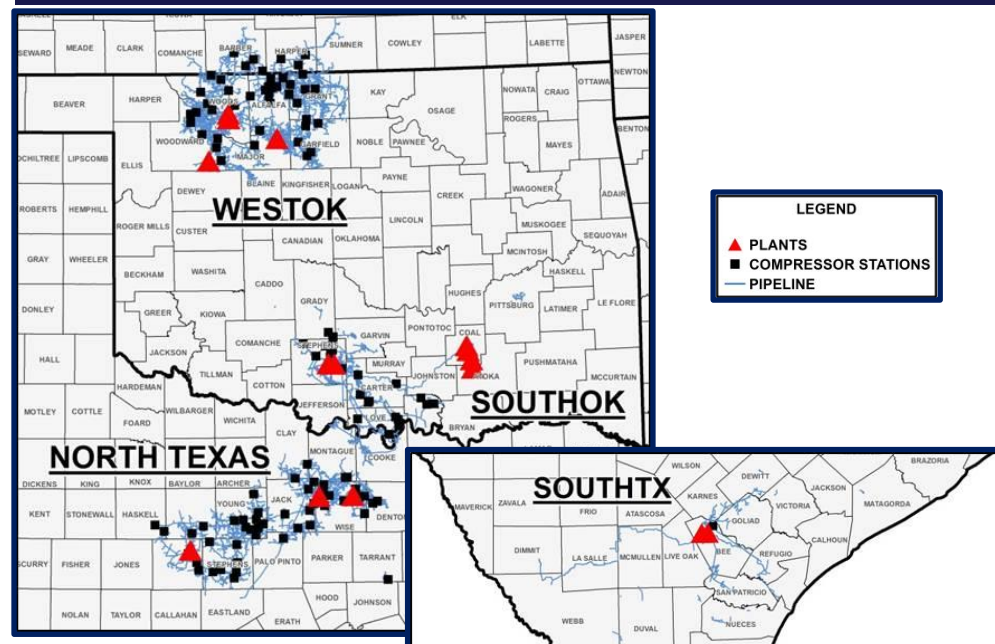 SUMNER
COWLEY
LABETTE
JASPER
SEWARD
MEADE
CLARK
COMANCHE
BARBER
HARPER
NEWTON
BEAVER
HARPER
WOODS
ALFALFA
GRANT
KAY
OSAGE
NOWATA
CRAIG
OTTAWA
ROGERS
MAYES
BENTON
WOODWARD
MAJOR
GARFIELD
NOBLE
PAWNEE
OCHILTREE
LIPSCOMB
ELLIS
DEWEY
BLAINE
KINGFISHER
LOGAN
PAYNE
CREEK
WAGONER
ADAIR
ROBERTS
HEMPHILL
WESTOK
ROGER MILLS
CUSTER
CANADIAN
OKLAHOMA
LINCOLN
MUSKOGEE
SEQUOYAH
MCINTOSH
GRAY
WHEELER
BECKHAM
WASHITA
CADDO
HASKELL
DONLEY
GREER
KIOWA
GRADY
HUGHES
PITTSBURG
LATIMER
LE FLORE
COMANCHE
STEPHENS
GARVIN
PONTOTOC
COAL
HALL
JACKSON
TILLMAN
COTTON
MURRAY
JOHNSTON
PUSHMATAHA
MCCURTAIN
HARDEMAN
JEFFERSON
CARTER
LOVE
SOUTHOK
BRYAN
MOTLEY
COTTLE
FOARD
WILBARGER
WICHITA
CLAY
MONTAGUE
COOKE
NORTH TEXAS
DICKENS
KING
KNOX
BAYLOR
ARCHER
YOUNG
JACK
WISE
KENT
STONEWALL
HASKELL
SCURRY
FISHER
JONES
STEPHENS
PALO PINTO
PARKER
TARRANT
NOLAN
TAYLOR
CALLAHAN
EASTLAND
ERATH
HOOD
JOHNSON
LEGEND
PLANTS
COMPRESSOR STATIONS
PIPELINE
SOUTHTX
WILSON
DEWITT
BRAZORIA
MAVERICK
ZAVALA
FRIO
ATASCOSA
KARNES
GOLIAD
VICTORIA
JACKSON
MATAGORDA
CALHOUN
DIMMIT
LA SALLE
MCMULLEN
LIVE OAK
BEE
REFUGIO
SAN PATRICIO
WEBB
DUVAL
NUECES